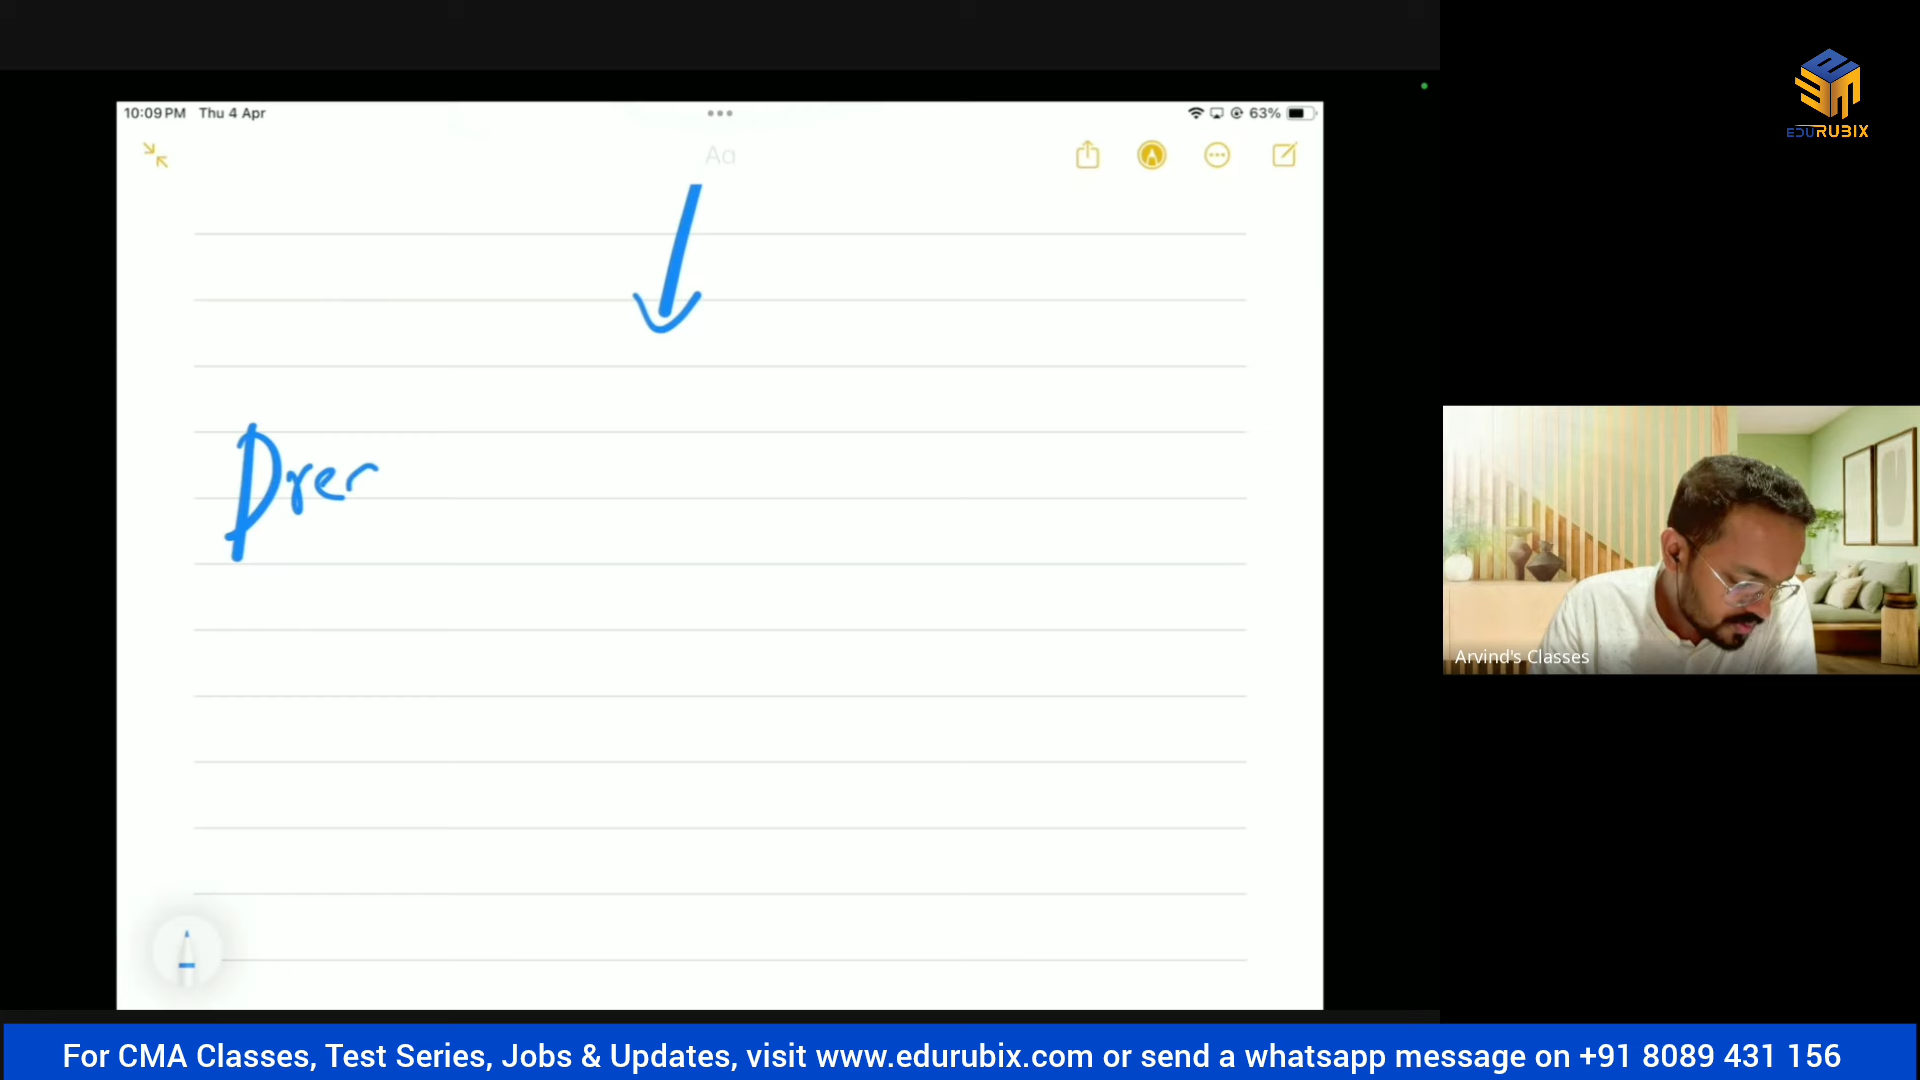 10:09 PM Thu 4 Apr
63%
Aa
EDURUBIX
Drer
Arvind's Classes
For CMA Classes, Test Series, Jobs & Updates, visit www.edurubix.com or send a whatsapp message on +91 8089 431 156